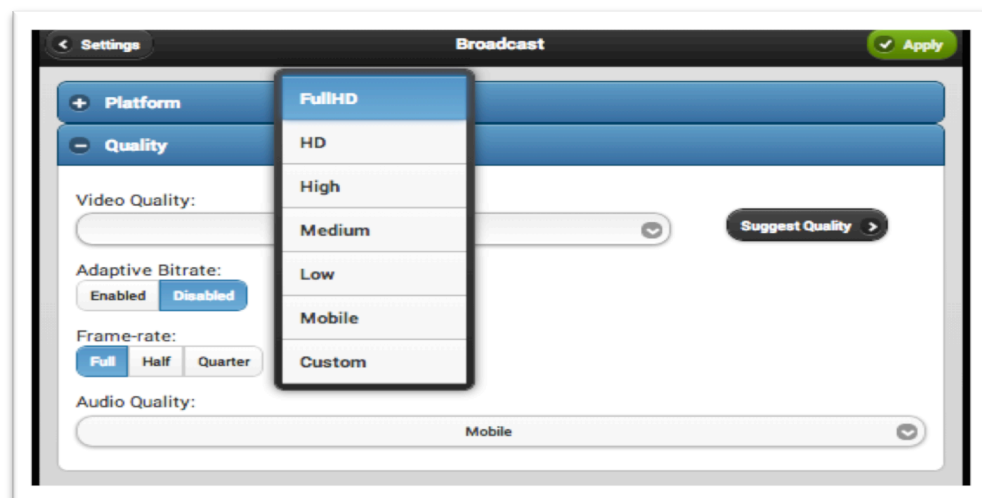 Settings Broadcast Apply
Platform
Quality
FullHD
HD
High
Medium
Low
Mobile
Custom
Video Quality:
Suggest Quality
Adaptive Bitrate:
Enabled Disabled
Frame-rate:
Full Half Quarter
Audio Quality:
Mobile